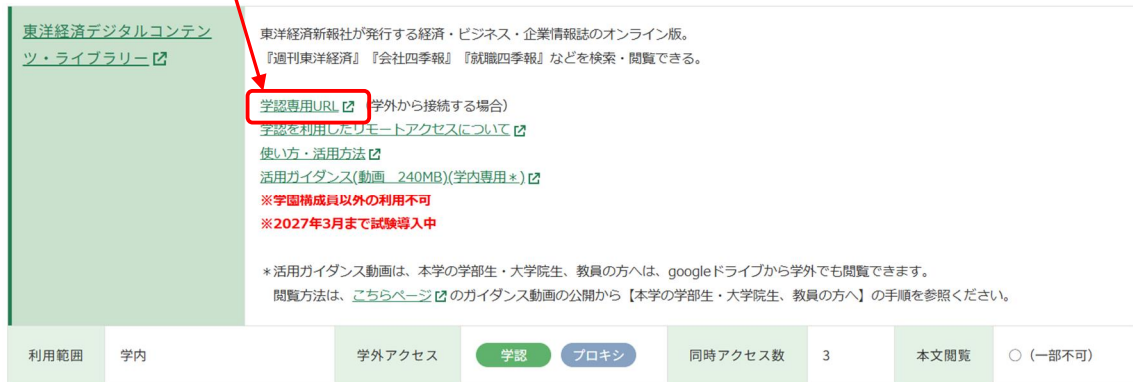 東洋経済デジタルコンテン
ツ・ライブラリー
東洋経済新報社が発行する経済・ビジネス・企業情報誌のオンライン版。
『週刊東洋経済』『会社四季報』『就職四季報』などを検索・閲覧できる。
学認専用URL （学外から接続する場合）
学認を利用したリモートアクセスについて
使い方・活用方法
活用ガイダンス(動画　240MB)(学内専用＊)
※学園構成員以外の利用不可
※2027年3月まで試験導入中
＊活用ガイダンス動画は、本学の学部生・大学院生、教員の方へは、googleドライブから学外でも閲覧できます。
閲覧方法は、こちらページ のガイダンス動画の公開から【本学の学部生・大学院生、教員の方へ】の手順を参照ください。
利用範囲 学内 学外アクセス 学認 プロキシ 同時アクセス数 3 本文閲覧 ○（一部不可）